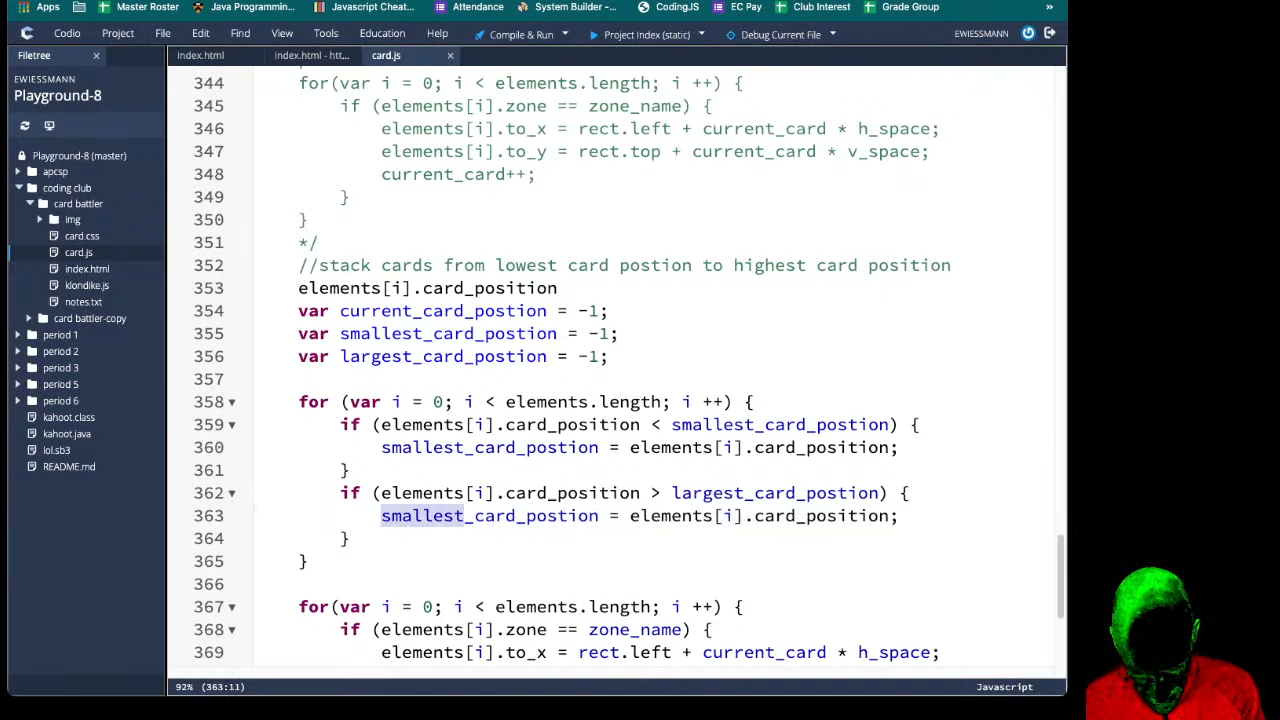 Apps Master Roster Java Programmin... Javascript Cheat... Attendance System Builder -... CodingJS EC Pay Club Interest Grade Group »
Codio Project File Edit Find View Tools Education Help Compile & Run Project Index (static) Debug Current File EWIESSMANN
Filetree × index.html index.html - htt... card.js ×
EWIESSMANN
Playground-8
Playground-8 (master)
apcsp
coding club
card battler
img
card.css
card.js
index.html
klondike.js
notes.txt
card battler-copy
period 1
period 2
period 3
period 5
period 6
kahoot.class
kahoot.java
lol.sb3
README.md
344 for(var i = 0; i < elements.length; i ++) {
345 if (elements[i].zone == zone_name) {
346 elements[i].to_x = rect.left + current_card * h_space;
347 elements[i].to_y = rect.top + current_card * v_space;
348 current_card++;
349 }
350 }
351 */
352 //stack cards from lowest card postion to highest card position
353 elements[i].card_position
354 var current_card_postion = -1;
355 var smallest_card_postion = -1;
356 var largest_card_postion = -1;
357
358 for (var i = 0; i < elements.length; i ++) {
359 if (elements[i].card_position < smallest_card_postion) {
360 smallest_card_postion = elements[i].card_position;
361 }
362 if (elements[i].card_position > largest_card_postion) {
363 smallest_card_postion = elements[i].card_position;
364 }
365 }
366
367 for(var i = 0; i < elements.length; i ++) {
368 if (elements[i].zone == zone_name) {
369 elements[i].to_x = rect.left + current_card * h_space;
92% (363:11) Javascript